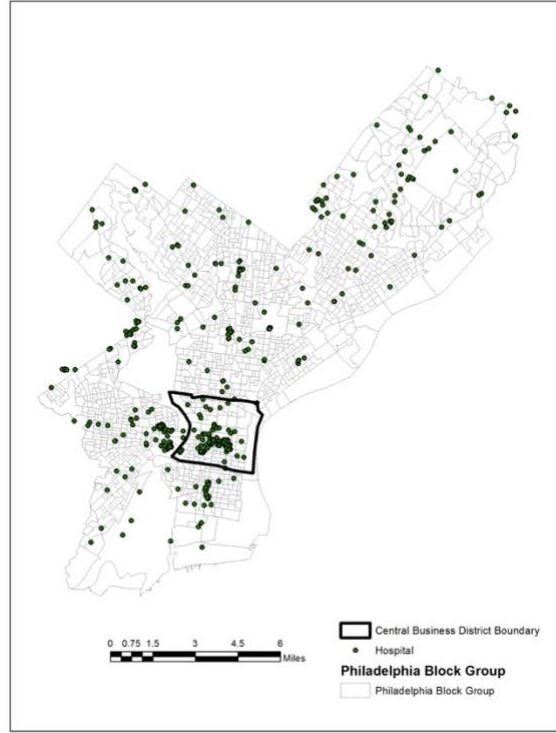 0 0.75 1.5 3 4.5 6
Miles
Central Business District Boundary
Hospital
Philadelphia Block Group
Philadelphia Block Group